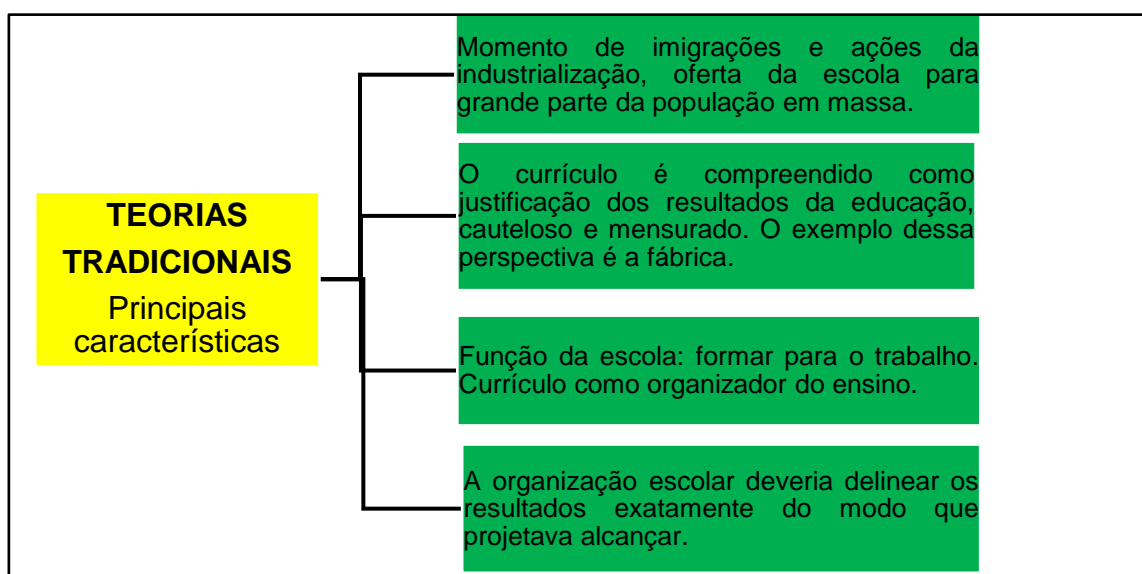 TEORIAS
TRADICIONAIS
Principais
características
Momento de imigrações e ações da
industrialização, oferta da escola para
grande parte da população em massa.
O currículo é compreendido como
justificação dos resultados da educação,
cauteloso e mensurado. O exemplo dessa
perspectiva é a fábrica.
Função da escola: formar para o trabalho.
Currículo como organizador do ensino.
A organização escolar deveria delinear os
resultados exatamente do modo que
projetava alcançar.